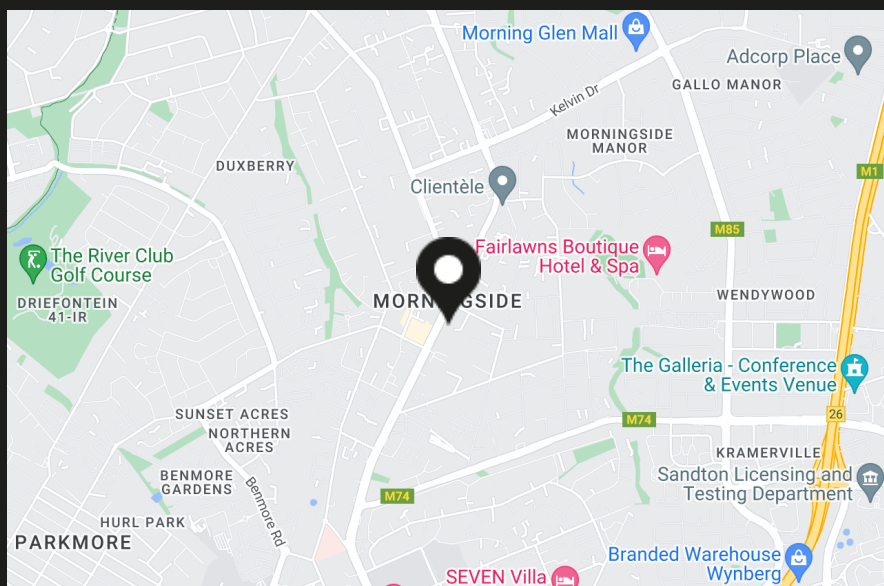 Morning Glen Mall
Adcorp Place
GALLO MANOR
Kelvin Dr
MORNINGSIDE
MANOR
DUXBERRY
M1
Clientèle
M85
The River Club
Golf Course
Fairlawns Boutique
Hotel & Spa
DRIEFONTEIN
41-IR
MORNINGSIDE
WENDYWOOD
The Galleria - Conference
& Events Venue
SUNSET ACRES
M74
26
NORTHERN
ACRES
KRAMERVILLE
BENMORE
GARDENS
Sandton Licensing and
Testing Department
M74
Benmore Rd
HURL PARK
PARKMORE
Branded Warehouse
Wynberg
SEVEN Villa